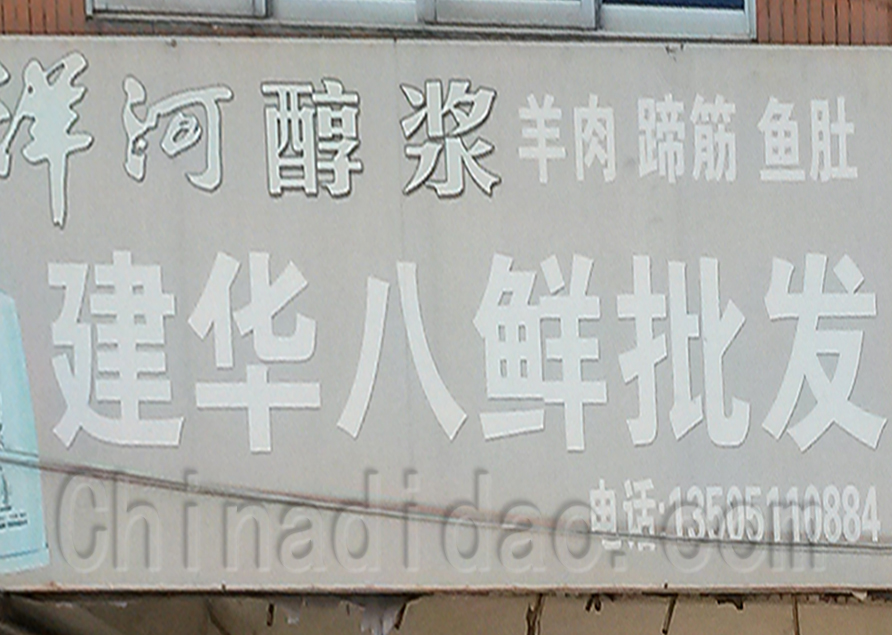 洋河醇浆 羊肉 蹄筋 鱼肚
建华八鲜批发
电话:13505110884
Chinadidao.com